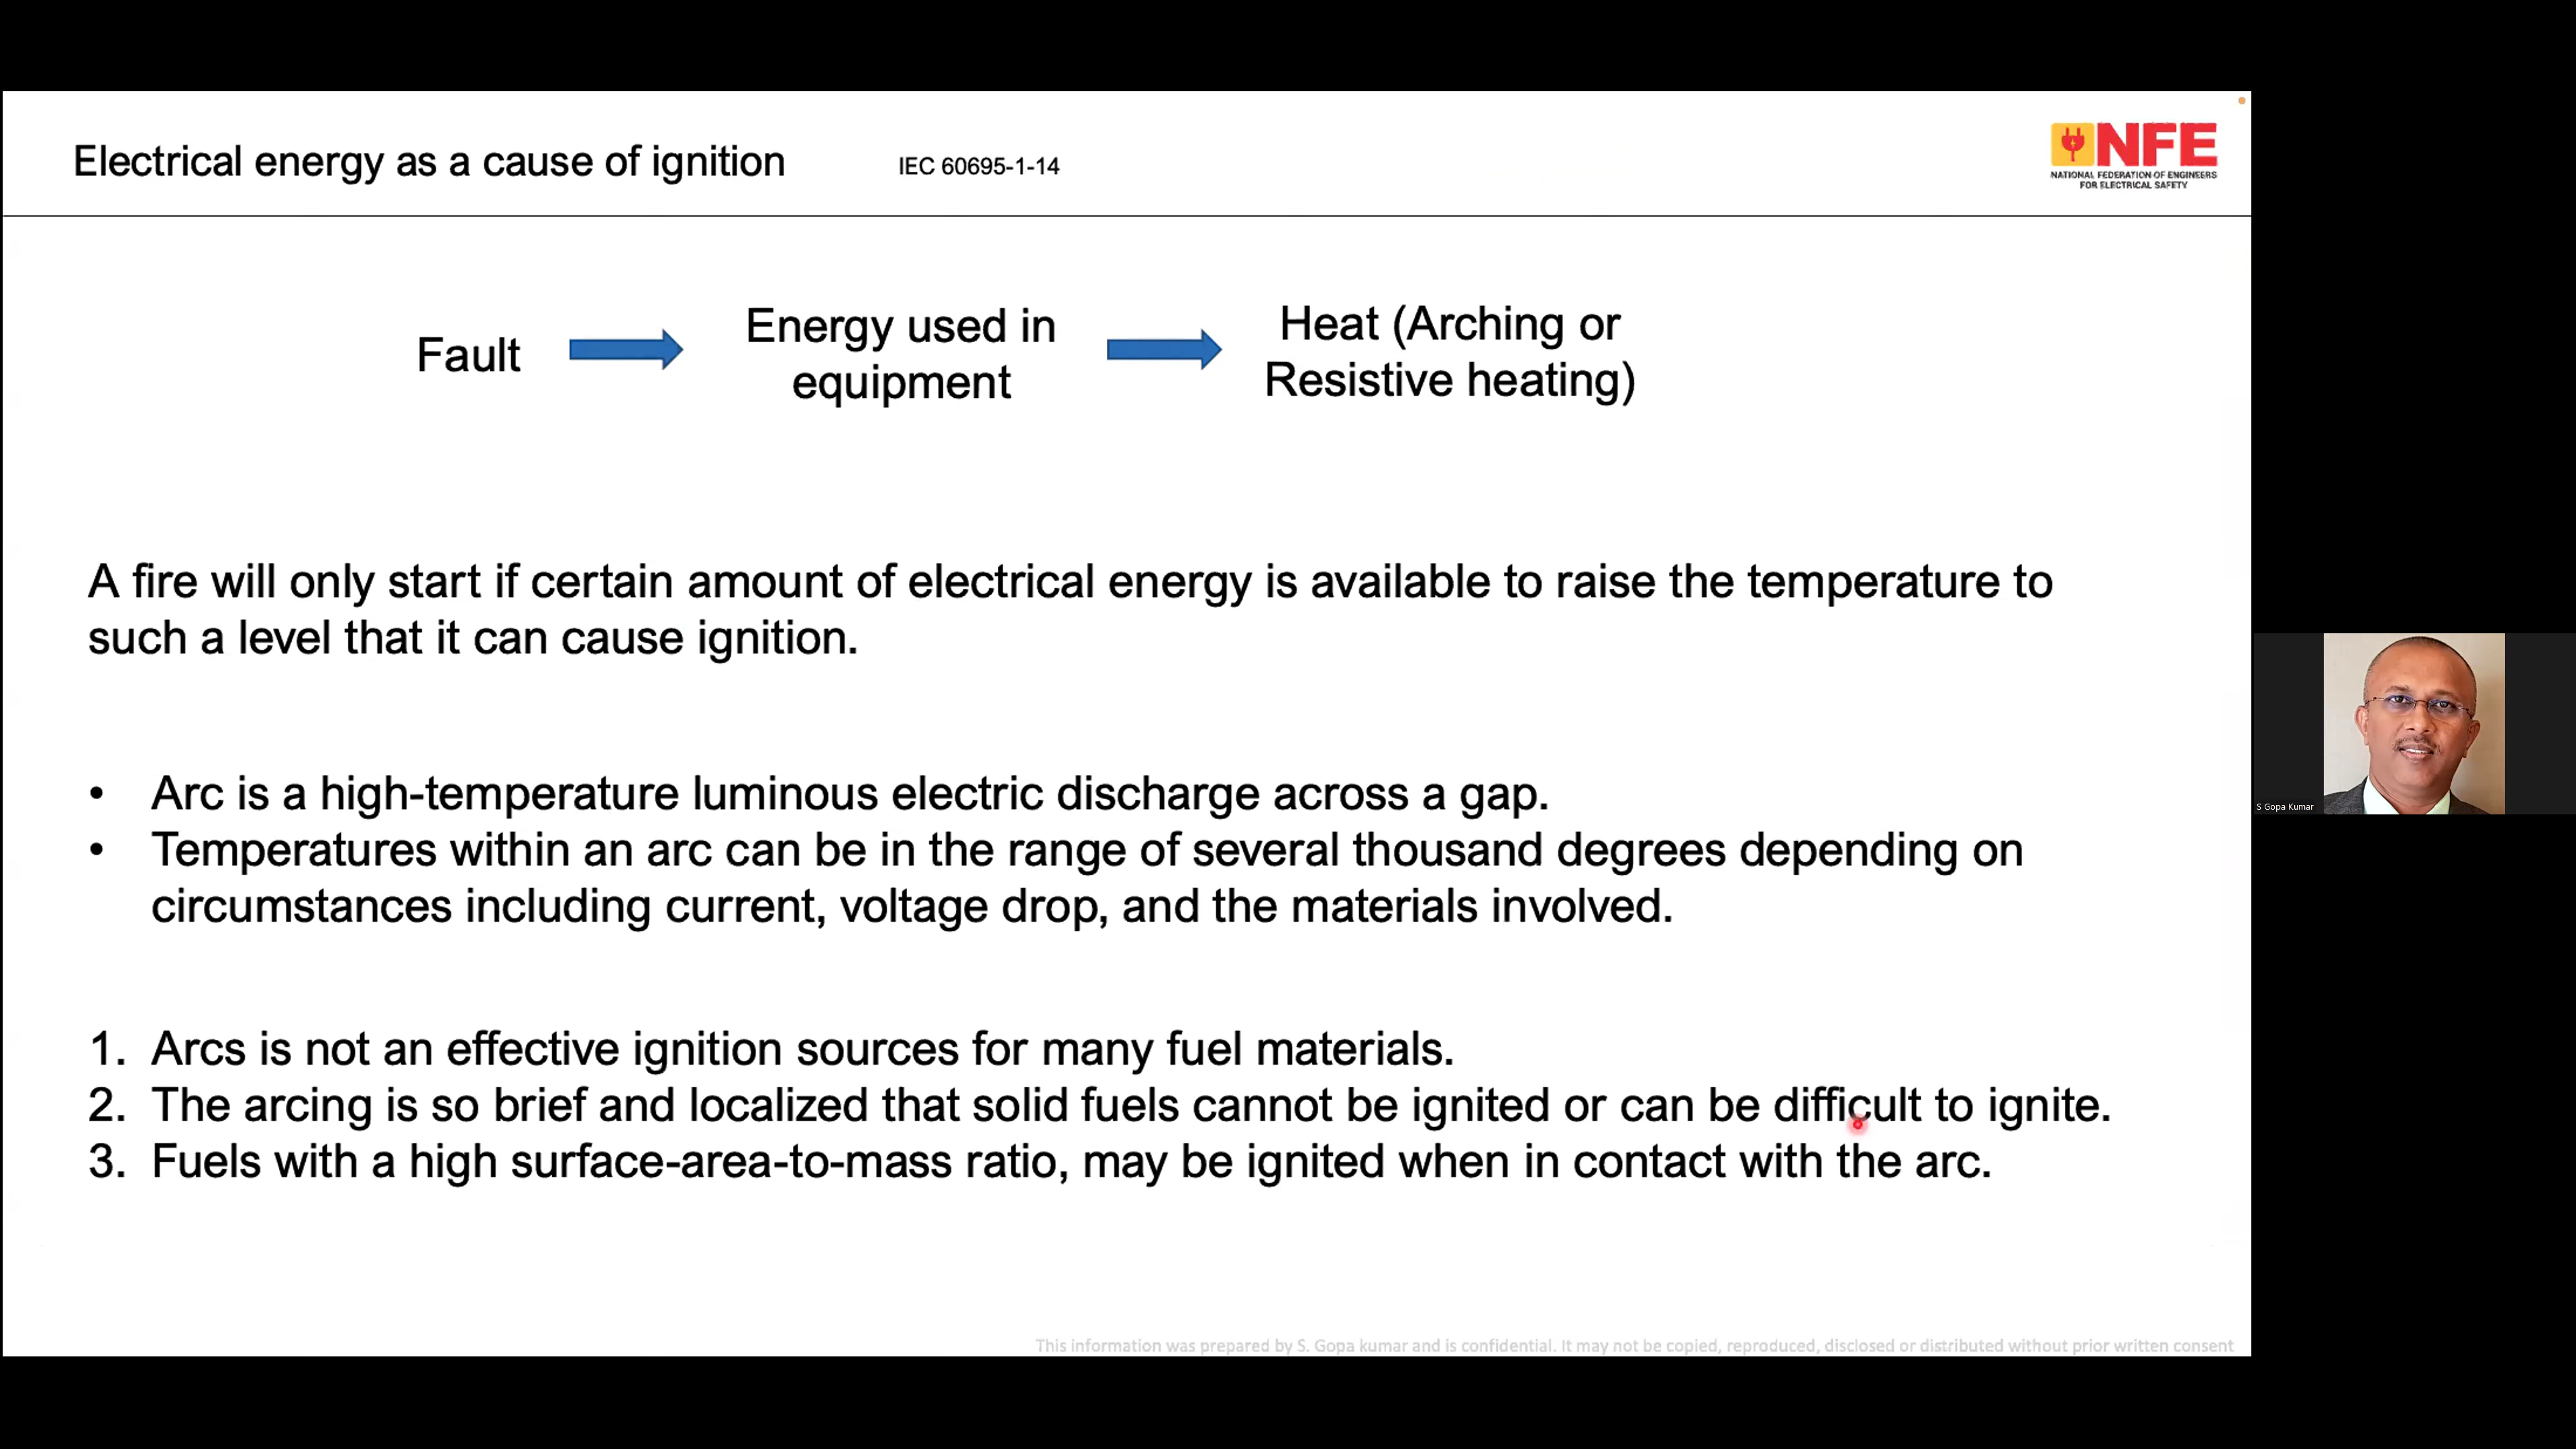 Electrical energy as a cause of ignition
IEC 60695-1-14
NFE
NATIONAL FEDERATION OF ENGINEERS
FOR ELECTRICAL SAFETY
Fault
Energy used in
equipment
Heat (Arching or
Resistive heating)
A fire will only start if certain amount of electrical energy is available to raise the temperature to
such a level that it can cause ignition.
• Arc is a high-temperature luminous electric discharge across a gap.
• Temperatures within an arc can be in the range of several thousand degrees depending on
circumstances including current, voltage drop, and the materials involved.
1. Arcs is not an effective ignition sources for many fuel materials.
2. The arcing is so brief and localized that solid fuels cannot be ignited or can be difficult to ignite.
3. Fuels with a high surface-area-to-mass ratio, may be ignited when in contact with the arc.
S Gopa Kumar
This information was prepared by S. Gopa kumar and is confidential. It may not be copied, reproduced, disclosed or distributed without prior written consent